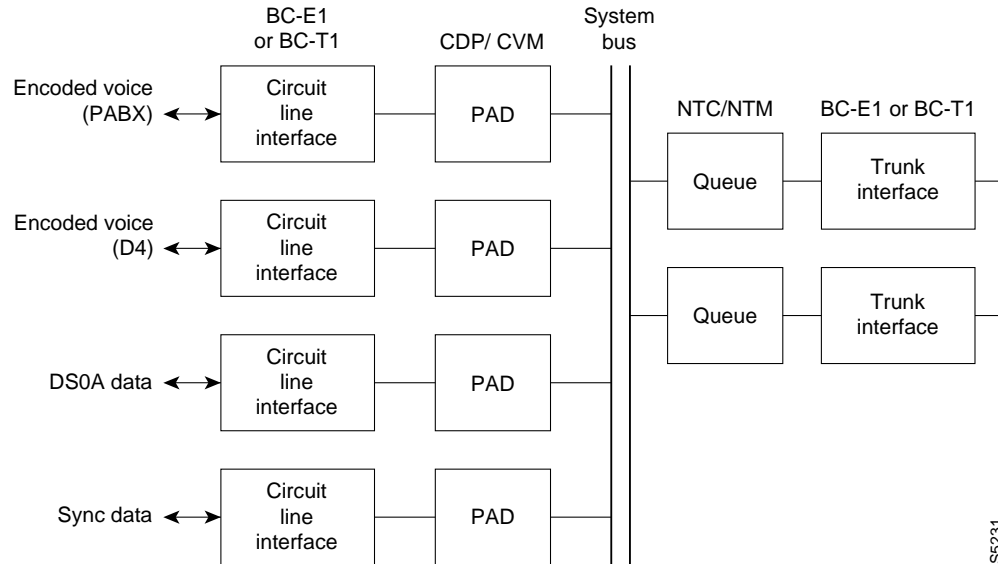 BC-E1
or BC-T1
CDP/ CVM
System
bus
Encoded voice
(PABX)
Circuit
line
interface
PAD
NTC/NTM
BC-E1 or BC-T1
Queue
Trunk
interface
Encoded voice
(D4)
Circuit
line
interface
PAD
Queue
Trunk
interface
DS0A data
Circuit
line
interface
PAD
Sync data
Circuit
line
interface
PAD
S5231